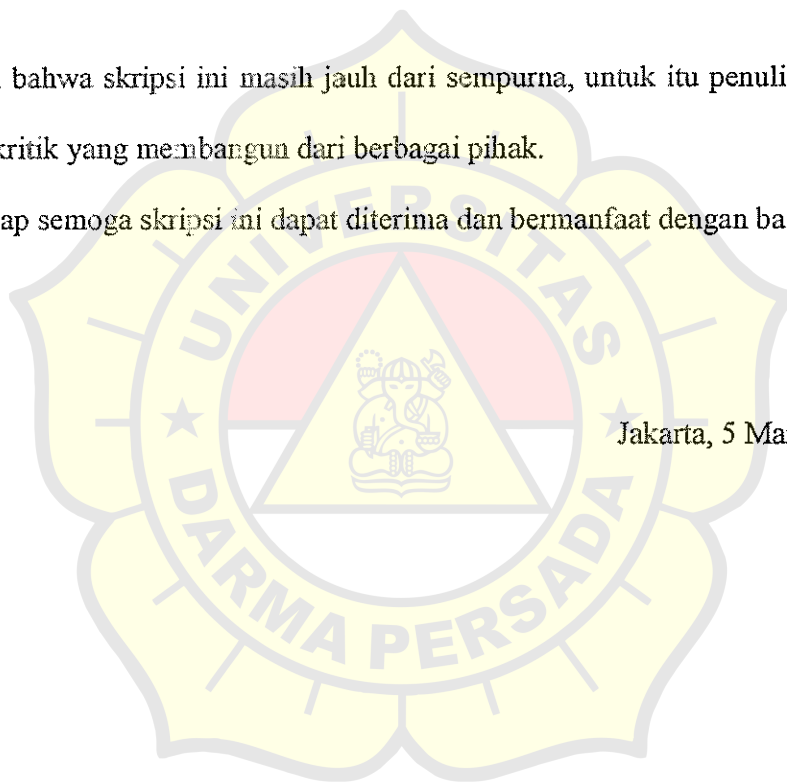 bahwa skripsi ini masih jauh dari sempurna, untuk itu penuli
kritik yang membangun dari berbagai pihak.
ap semoga skripsi ini dapat diterima dan bermanfaat dengan ba
Jakarta, 5 Ma
UNIVERSITAS
DARMA PERSADA